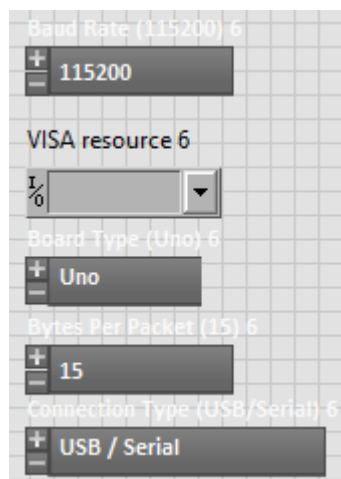 Baud Rate (115200) 6
115200
VISA resource 6
I/O
Board Type (Uno) 6
Uno
Bytes Per Packet (15) 6
15
Connection Type (USB/Serial) 6
USB / Serial